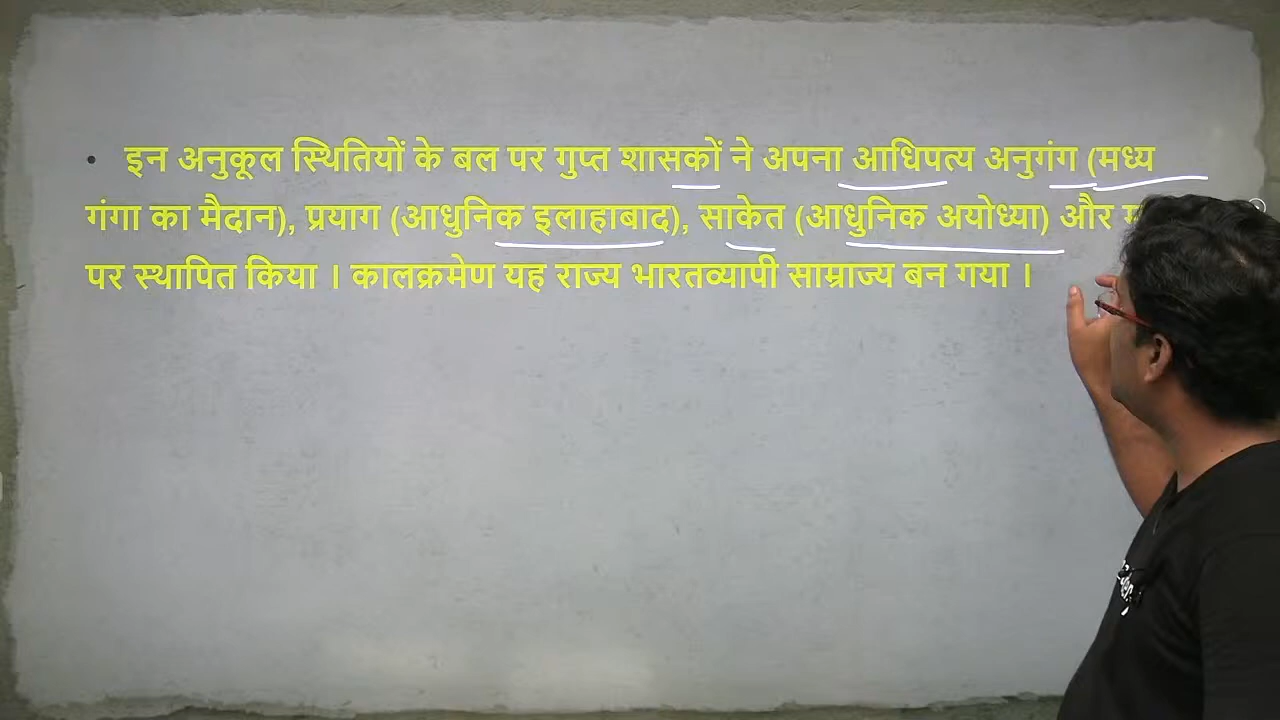 • इन अनुकूल स्थितियों के बल पर गुप्त शासकों ने अपना आधिपत्य अनुगंग (मध्य
गंगा का मैदान), प्रयाग (आधुनिक इलाहाबाद), साकेत (आधुनिक अयोध्या) और
पर स्थापित किया । कालक्रमेण यह राज्य भारतव्यापी साम्राज्य बन गया ।